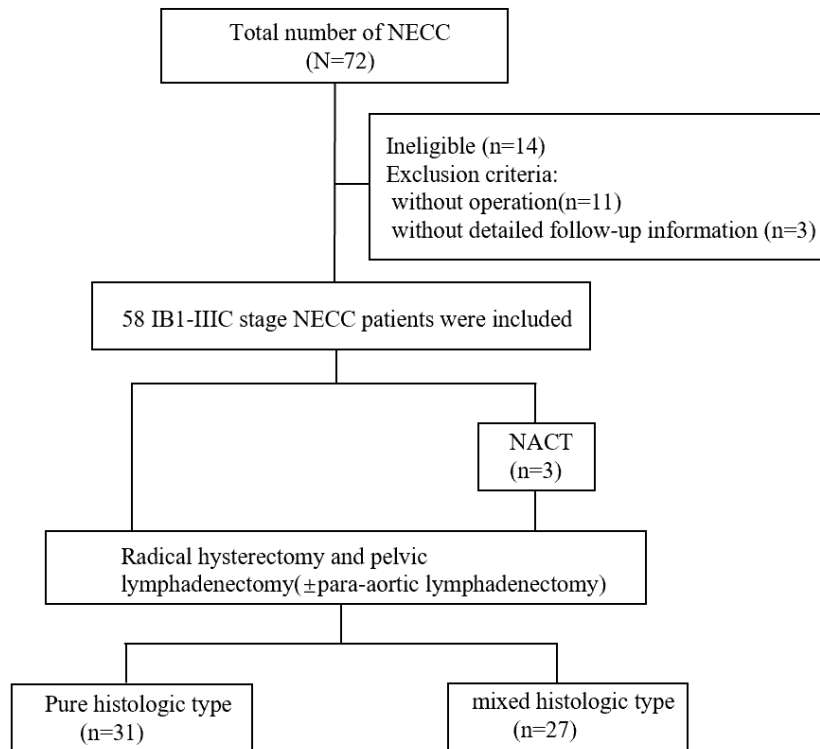 Total number of NECC
(N=72)
Ineligible (n=14)
Exclusion criteria:
without operation(n=11)
without detailed follow-up information (n=3)
58 IB1-IIIC stage NECC patients were included
NACT
(n=3)
Radical hysterectomy and pelvic
lymphadenectomy(±para-aortic lymphadenectomy)
Pure histologic type
(n=31)
mixed histologic type
(n=27)